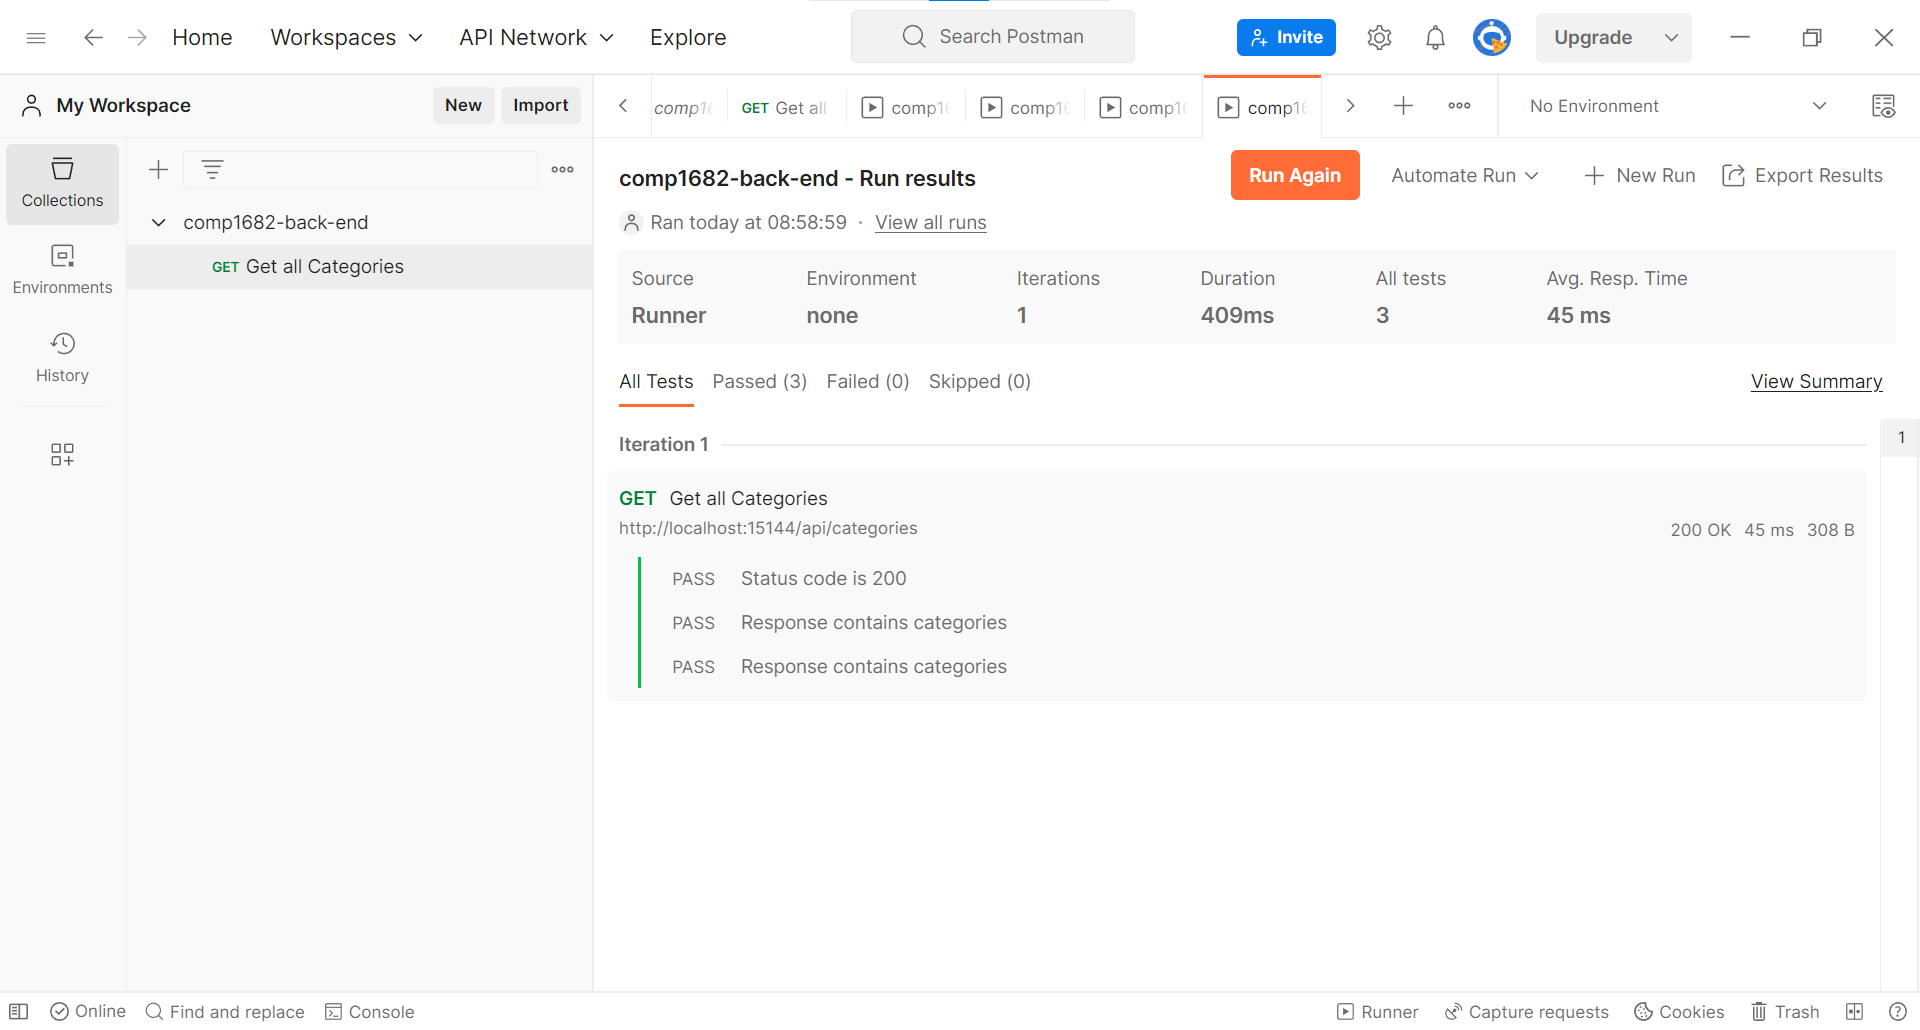 Home
Workspaces
API Network
Explore
Search Postman
Invite
Upgrade
My Workspace
New
Import
comp16
GET Get all
comp16
comp16
comp16
comp16
No Environment
Collections
Environments
History
comp1682-back-end
GET Get all Categories
comp1682-back-end - Run results
Run Again
Automate Run
New Run
Export Results
Ran today at 08:58:59 · View all runs
Source Environment Iterations Duration All tests Avg. Resp. Time
Runner none 1 409ms 3 45 ms
All Tests Passed (3) Failed (0) Skipped (0) View Summary
Iteration 1
1
GET Get all Categories
http://localhost:15144/api/categories
200 OK 45 ms 308 B
PASS Status code is 200
PASS Response contains categories
PASS Response contains categories
Online Find and replace Console Runner Capture requests Cookies Trash